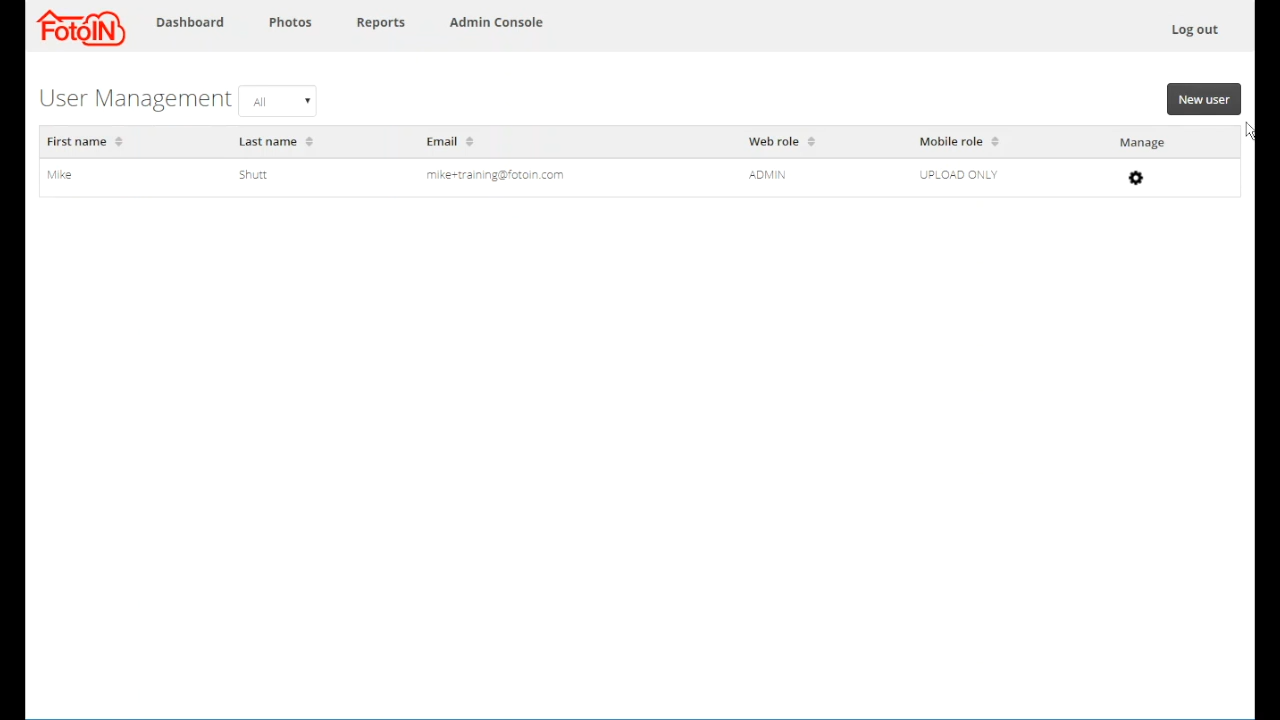 FotoIN Dashboard Photos Reports Admin Console Log out
User Management All New user
First name Last name Email Web role Mobile role Manage
Mike Shutt mike+training@fotoin.com ADMIN UPLOAD ONLY